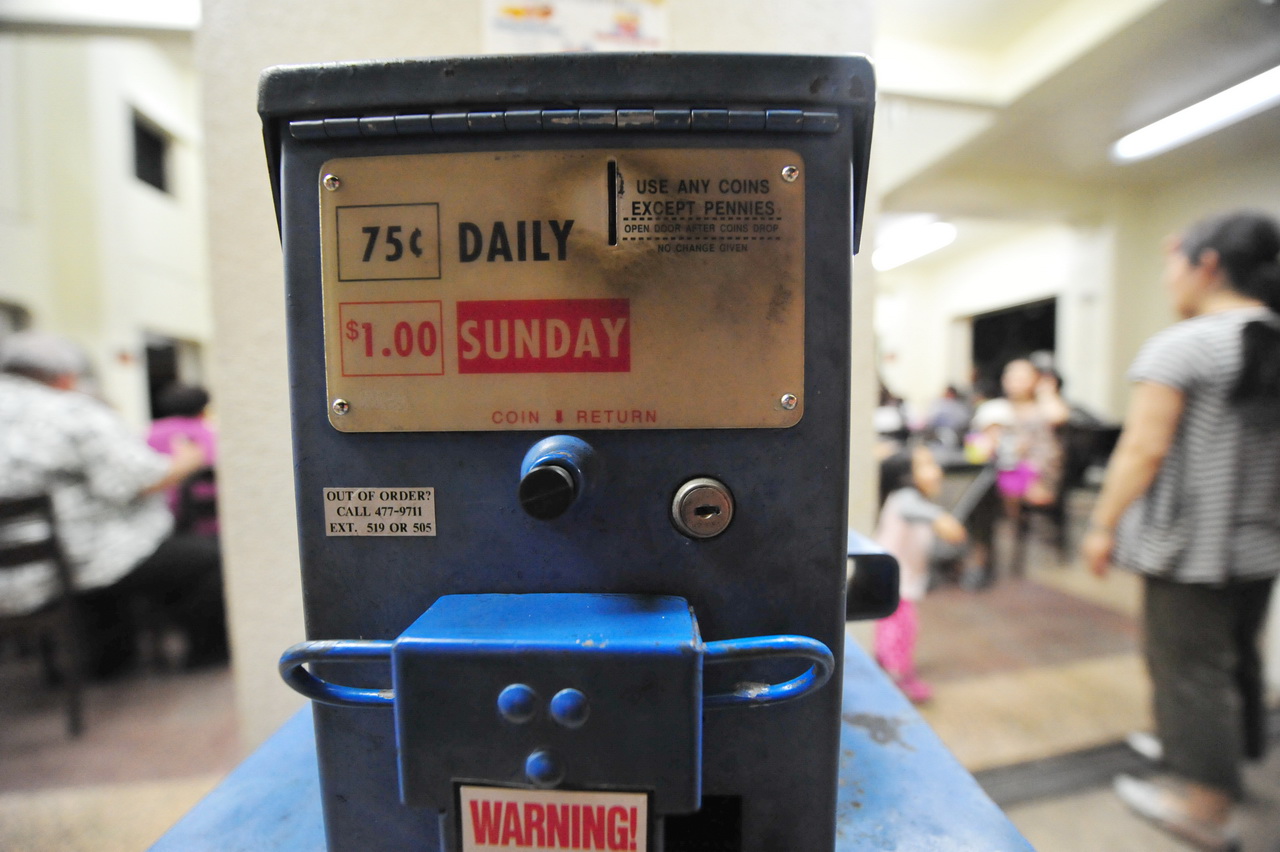 75¢ DAILY
USE ANY COINS
EXCEPT PENNIES
OPEN DOOR AFTER COINS DROP
NO CHANGE GIVEN
$1.00 SUNDAY
COIN RETURN
OUT OF ORDER?
CALL 477-9711
EXT. 519 OR 505
WARNING!